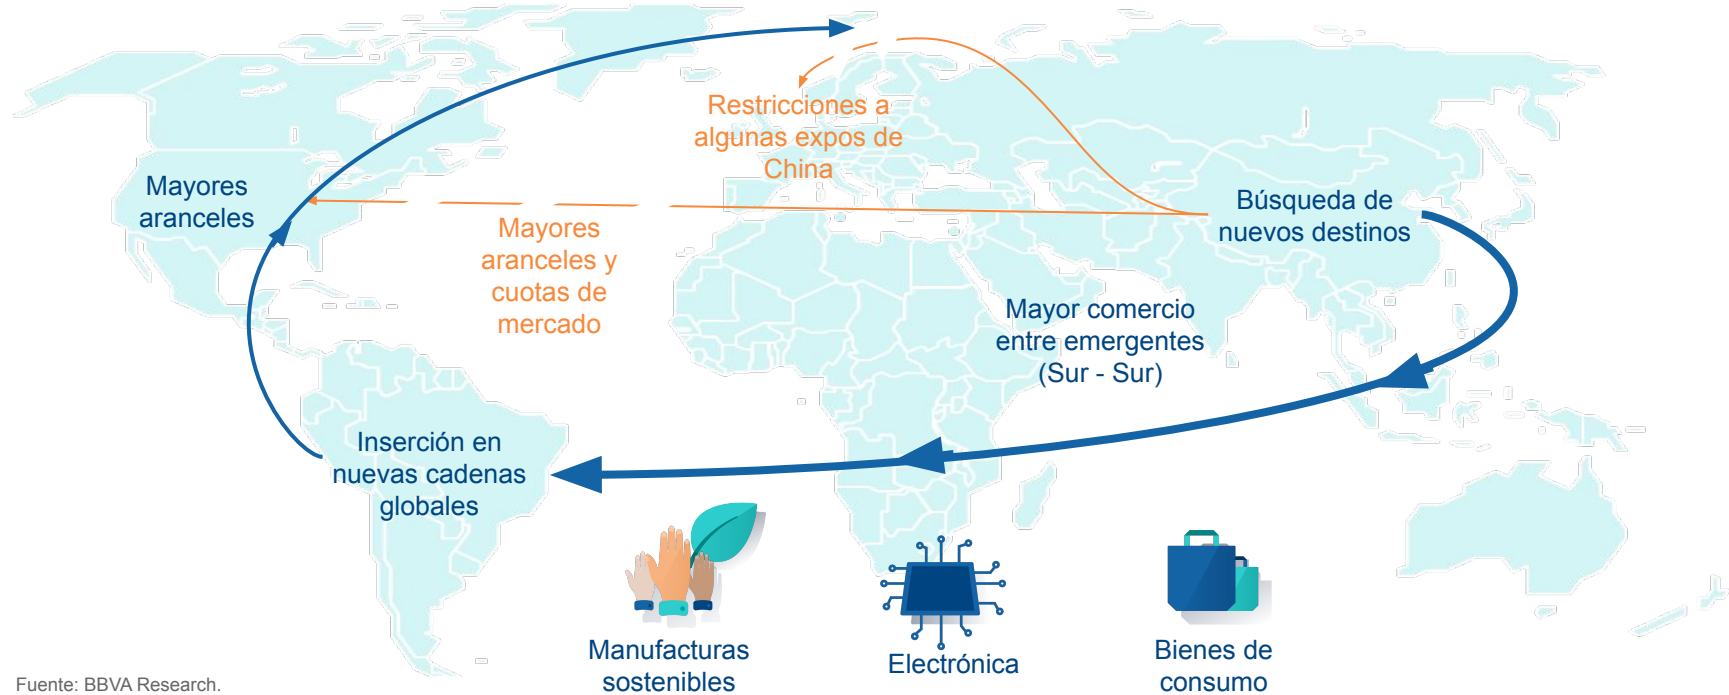 Restricciones a
algunas expos de
China
Mayores
aranceles
Búsqueda de
nuevos destinos
Mayores
aranceles y
cuotas de
mercado
Mayor comercio
entre emergentes
(Sur - Sur)
Inserción en
nuevas cadenas
globales
Manufacturas
sostenibles
Electrónica
Bienes de
consumo
Fuente: BBVA Research.